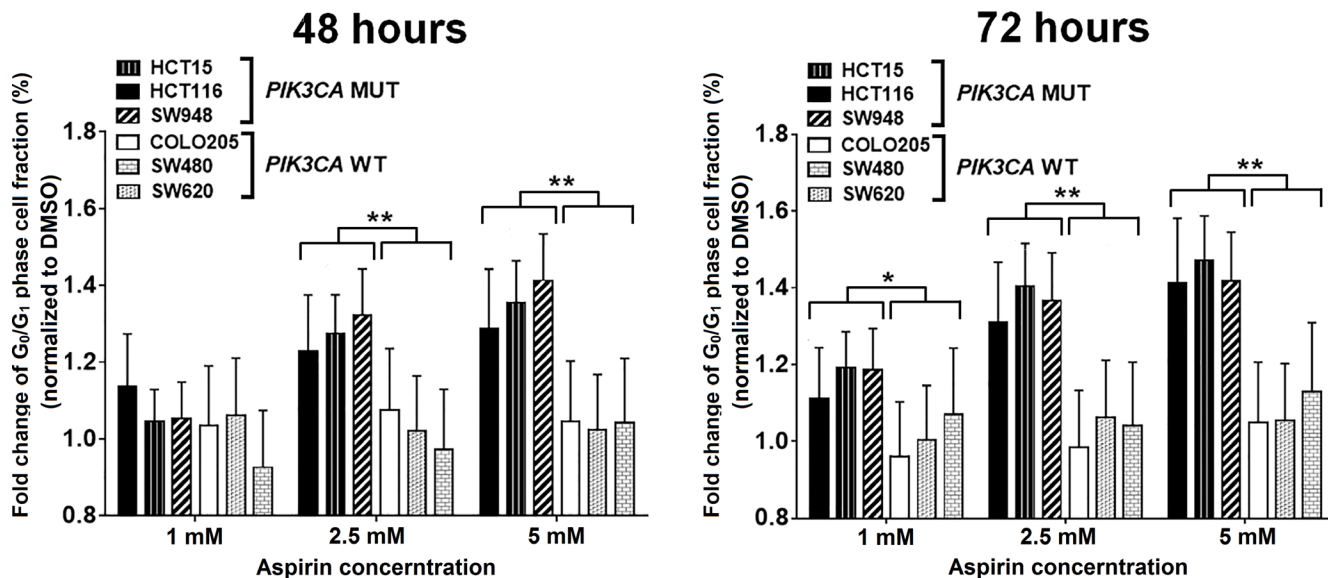 48 hours
Fold change of G₀/G₁ phase cell fraction (%)
(normalized to DMSO)
HCT15
HCT116
SW948
PIK3CA MUT
COLO205
SW480
SW620
PIK3CA WT
1.8
1.6
1.4
1.2
1.0
0.8
**
**
1 mM
2.5 mM
5 mM
Aspirin concerntration
72 hours
Fold change of G₀/G₁ phase cell fraction (%)
(normalized to DMSO)
HCT15
HCT116
SW948
PIK3CA MUT
COLO205
SW480
SW620
PIK3CA WT
1.8
1.6
1.4
1.2
1.0
0.8
*
**
**
1 mM
2.5 mM
5 mM
Aspirin concerntration